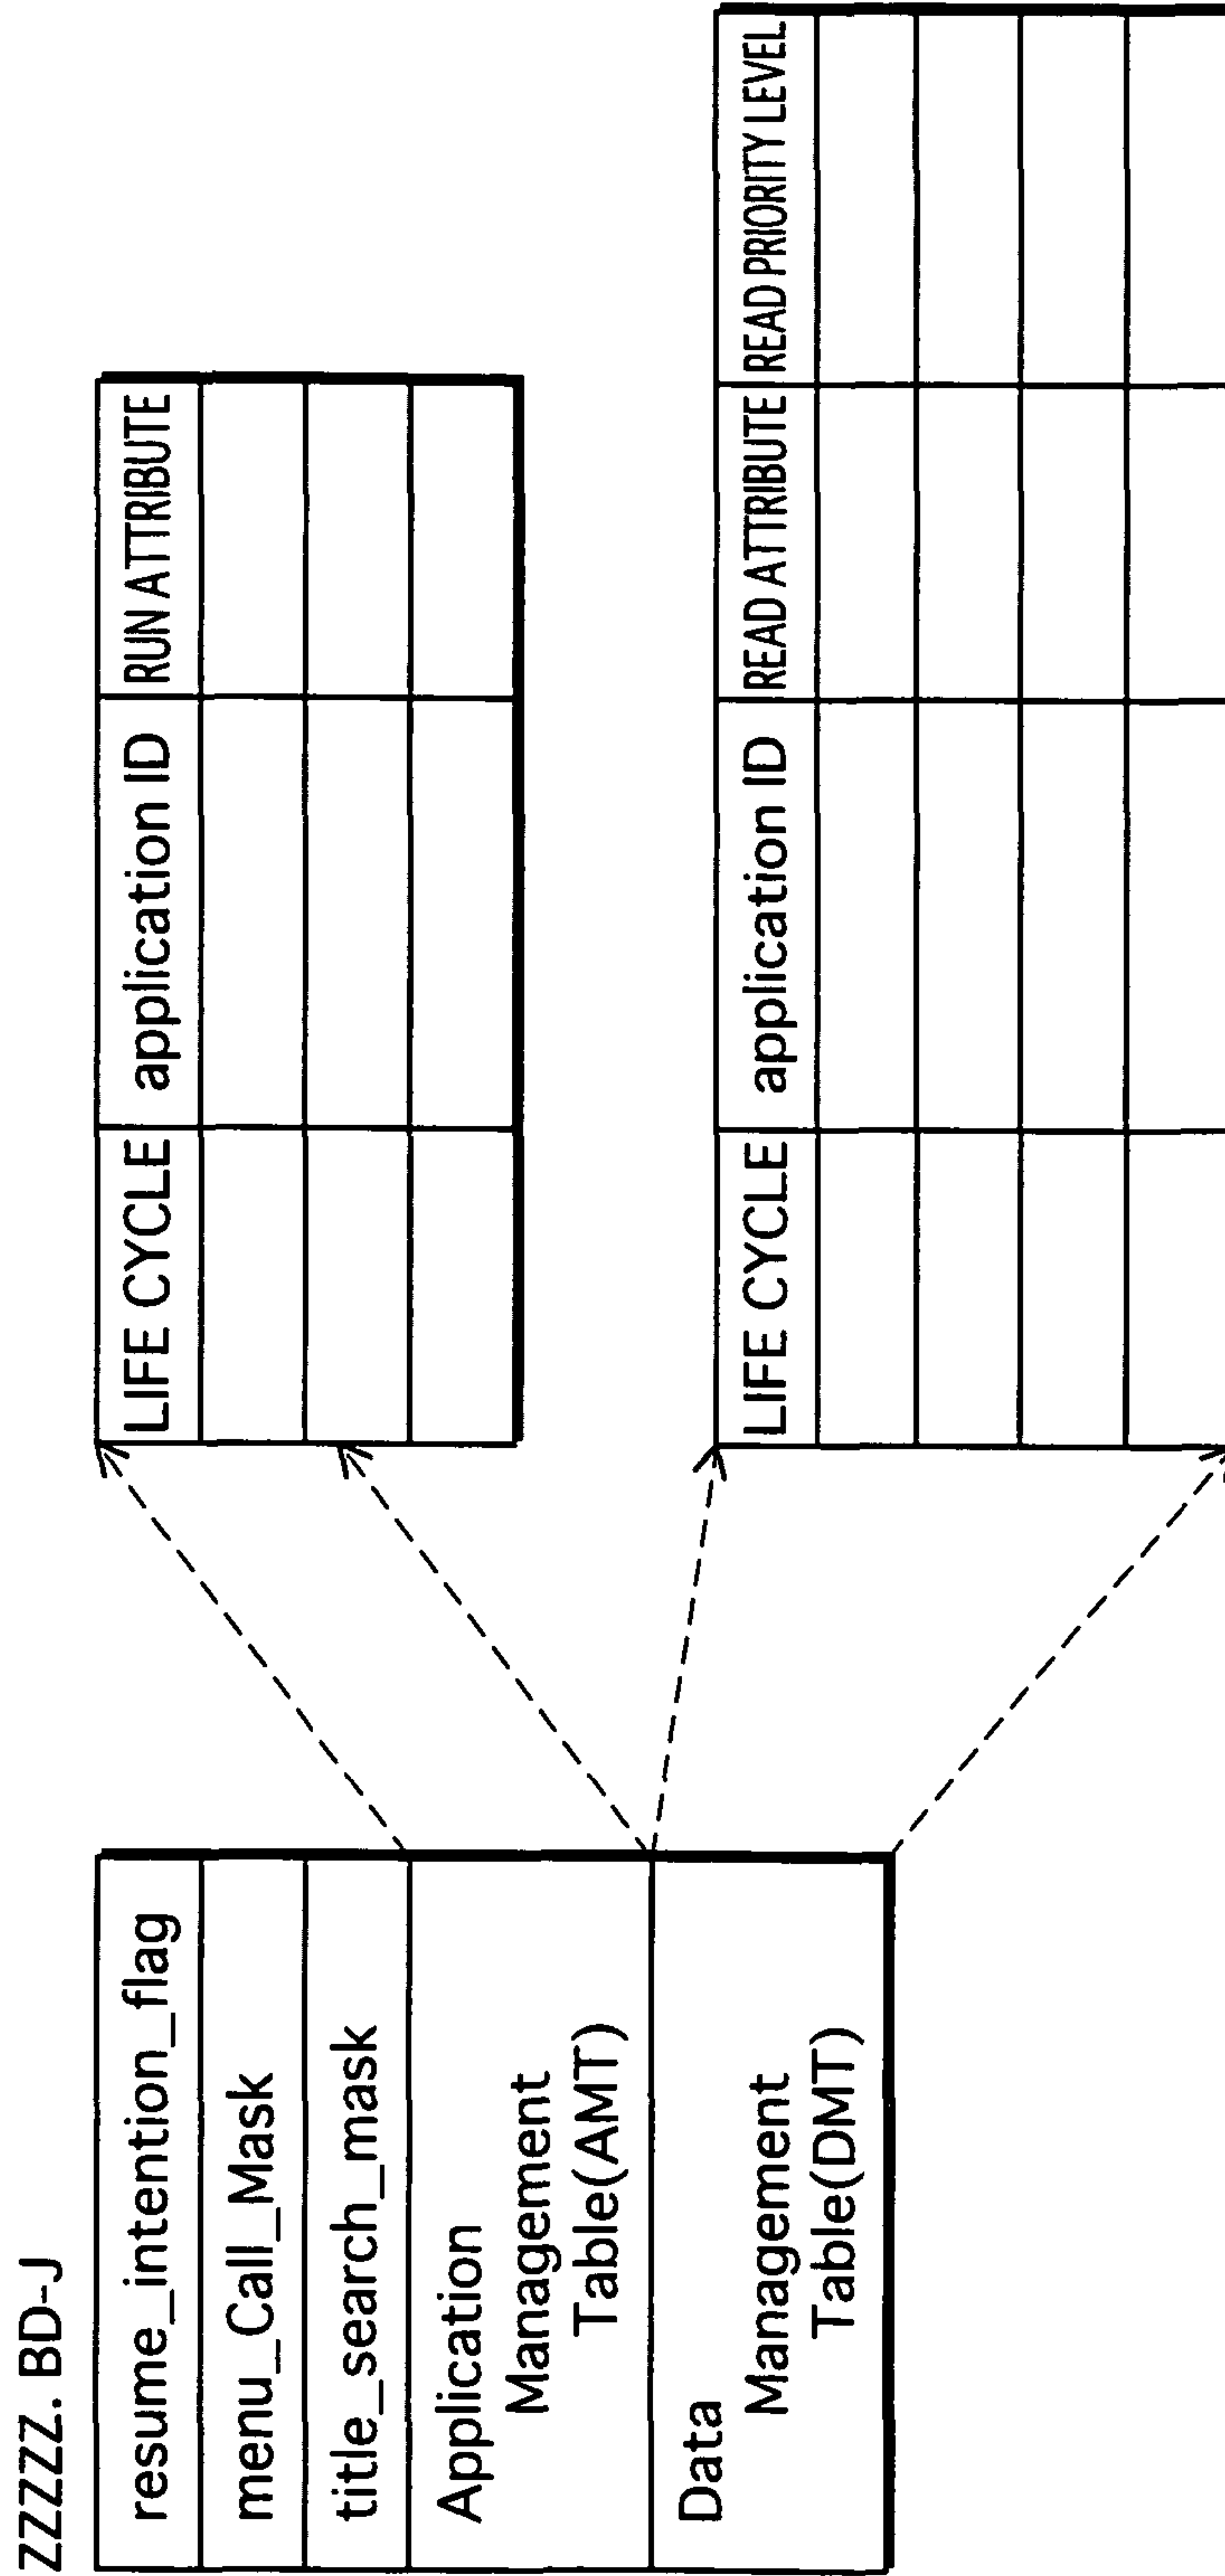 ZZZZZ. BD-J
resume_intention_flag
menu_Call_Mask
title_search_mask
Application
Management
Table(AMT)
Data
Management
Table(DMT)
LIFE CYCLE application ID RUN ATTRIBUTE
LIFE CYCLE application ID READ ATTRIBUTE READ PRIORITY LEVEL